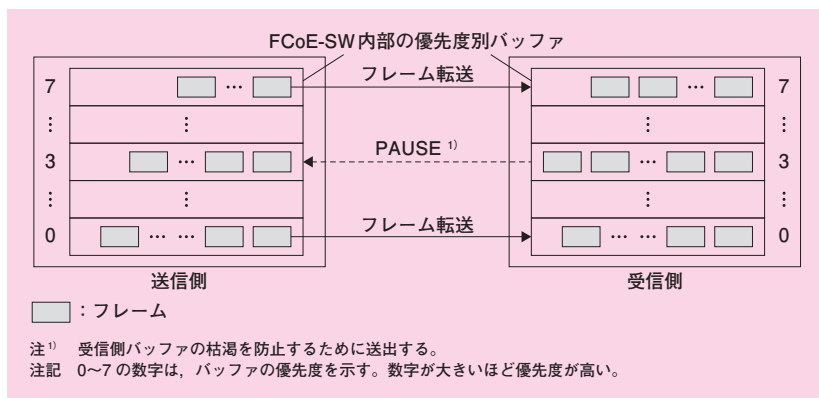 FCoE-SW内部の優先度別バッファ
フレーム転送
7
…
7
…
⋮
⋮
⋮
⋮
PAUSE 1)
3
…
3
…
⋮
⋮
⋮
⋮
フレーム転送
0
… …
0
… …
送信側
受信側
：フレーム
注1) 受信側バッファの枯渇を防止するために送出する。
注記 0〜7の数字は，バッファの優先度を示す。数字が大きいほど優先度が高い。